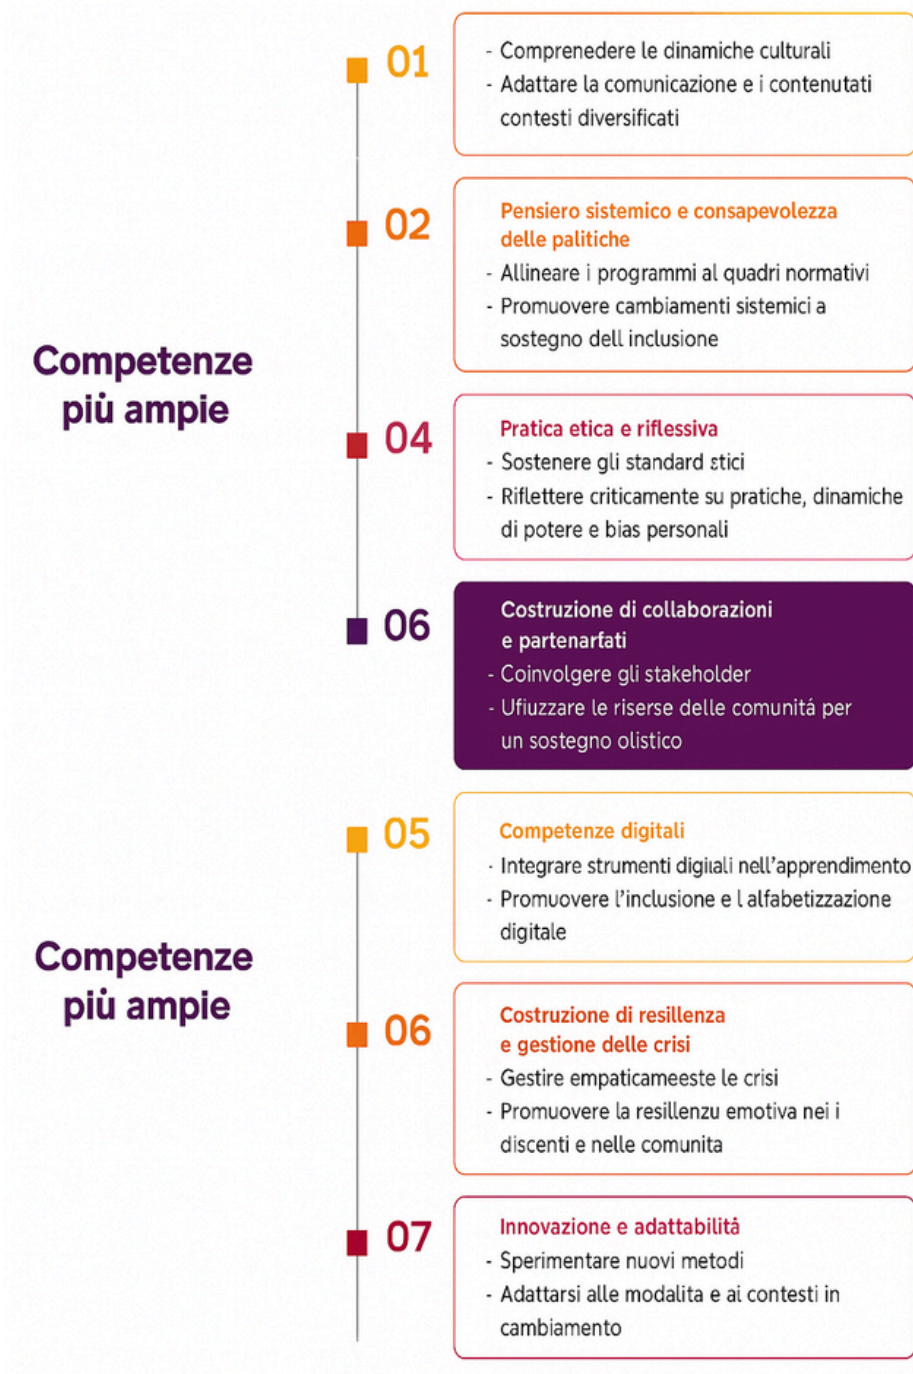 01
- Comprenedere le dinamiche culturali
- Adattare la comunicazione e i contenutati
contesti diversificati
02
Pensiero sistemico e consapevolezza
delle palitiche
- Allineare i programmi al quadri normativi
- Promuovere cambiamenti sistemici a
sostegno dell inclusione
Competenze
più ampie
04
Pratica etica e riflessiva
- Sostenere gli standard stici
- Riflettere criticamente su pratiche, dinamiche
di potere e bias personali
06
Costruzione di collaborazioni
e partenarfati
- Coinvolgere gli stakeholder
- Ufiuzzare le riserse delle comunitá per
un sostegno olistico
05
Competenze digitali
- Integrare strumenti digiıali nell'apprendimento
- Promuovere l'inclusione e l alfabetizzazione
digitale
Competenze
più ampie
06
Costruzione di resillenza
e gestione delle crisi
- Gestire empaticameeste le crisi
- Promuovere la resillenzu emotiva nei i
discenti e nelle comunita
07
Innovazione e adattabilità
- Sperimentare nuovi metodi
- Adattarsi alle modalita e ai contesti in
cambiamento